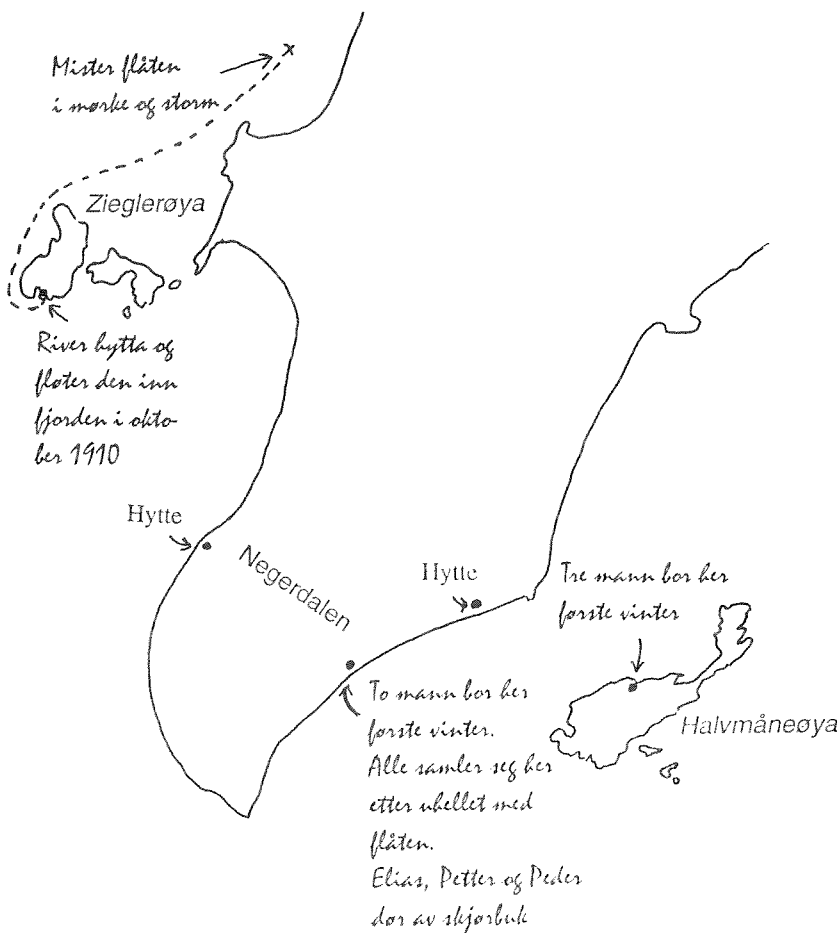 Mister flåten
i mørke og storm
Zieglerøya
River hytta og
fløter den inn
fjorden i okto-
ber 1910
Hytte
Negerdalen
Hytte
Tre mann bor her
første vinter
Halvmåneøya
To mann bor her
første vinter.
Alle samler seg her
etter uhellet med
flåten.
Elias, Petter og Peder
dør av skjørbuk